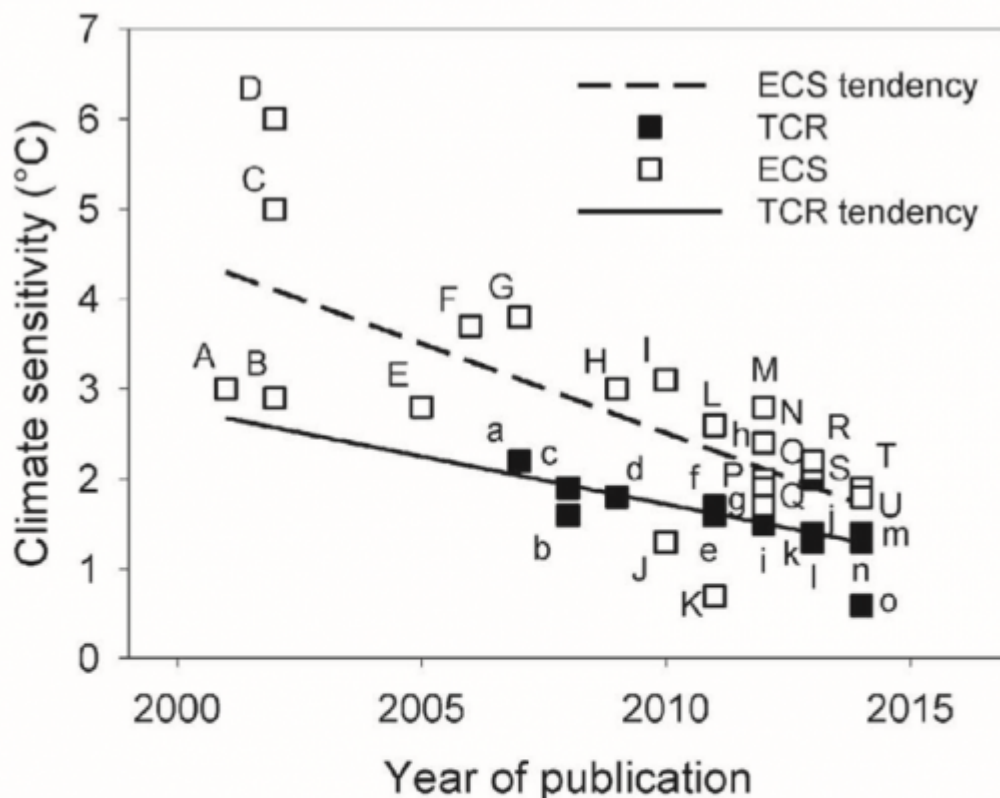 7
6
5
4
3
2
1
0
Climate sensitivity (°C)
ECS tendency
TCR
ECS
TCR tendency
D
C
A
B
E
F
G
H
I
J
K
L
M
N
O
P
Q
R
S
T
U
a
b
c
d
e
f
g
h
i
j
k
l
m
n
o
2000
2005
2010
2015
Year of publication